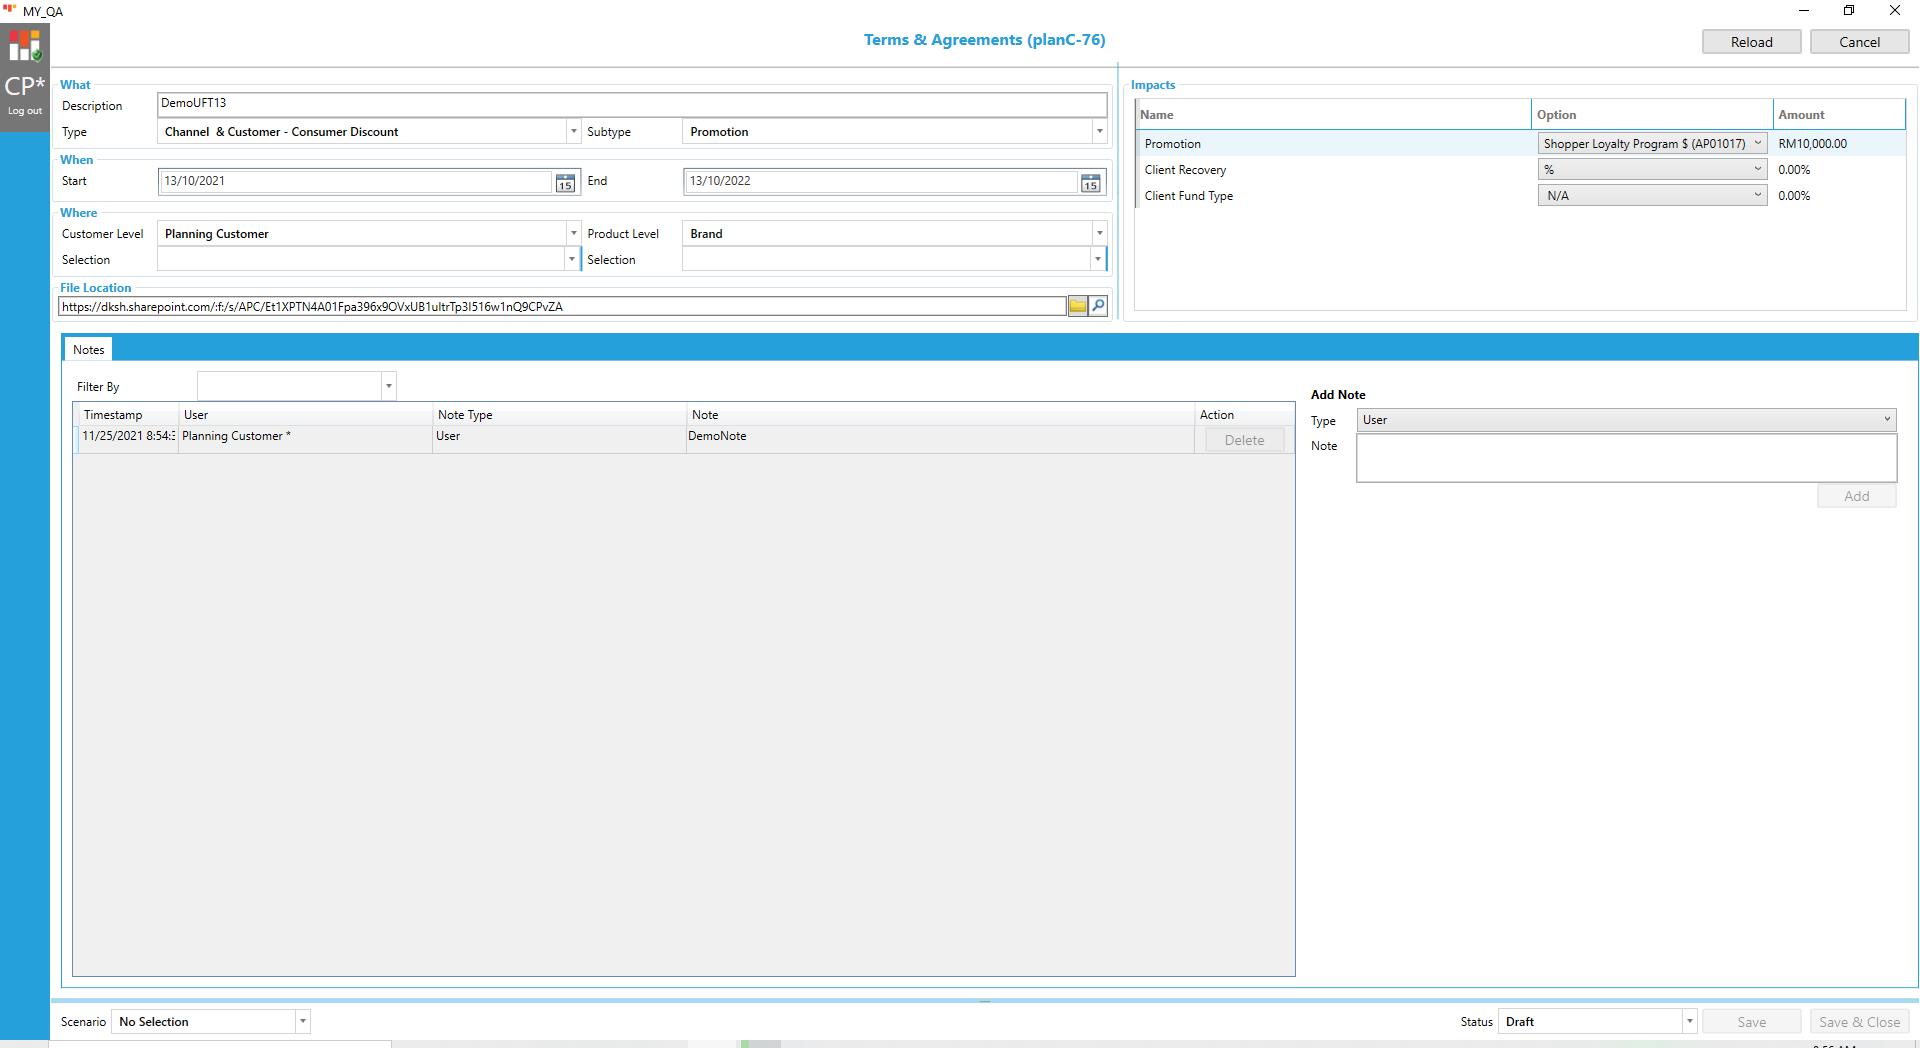 MY_QA
CP*
Log out
Terms & Agreements (planC-76)
Reload
Cancel
What
Description
DemoUFT13
Type
Channel & Customer - Consumer Discount
Subtype
Promotion
When
Start
13/10/2021
15
End
13/10/2022
15
Where
Customer Level
Planning Customer
Product Level
Brand
Selection
Selection
File Location
https://dksh.sharepoint.com/:f:/s/APC/Et1XPTN4A01Fpa396x9OVxUB1ultrTp3I516w1nQ9CPvZA
Impacts
Name Option Amount
Promotion Shopper Loyalty Program $ (AP01017) RM10,000.00
Client Recovery % 0.00%
Client Fund Type N/A 0.00%
Notes
Filter By
Timestamp User Note Type Note Action
11/25/2021 8:54:3 Planning Customer * User DemoNote Delete
Add Note
Type User
Note
Add
Scenario No Selection
Status Draft
Save
Save & Close